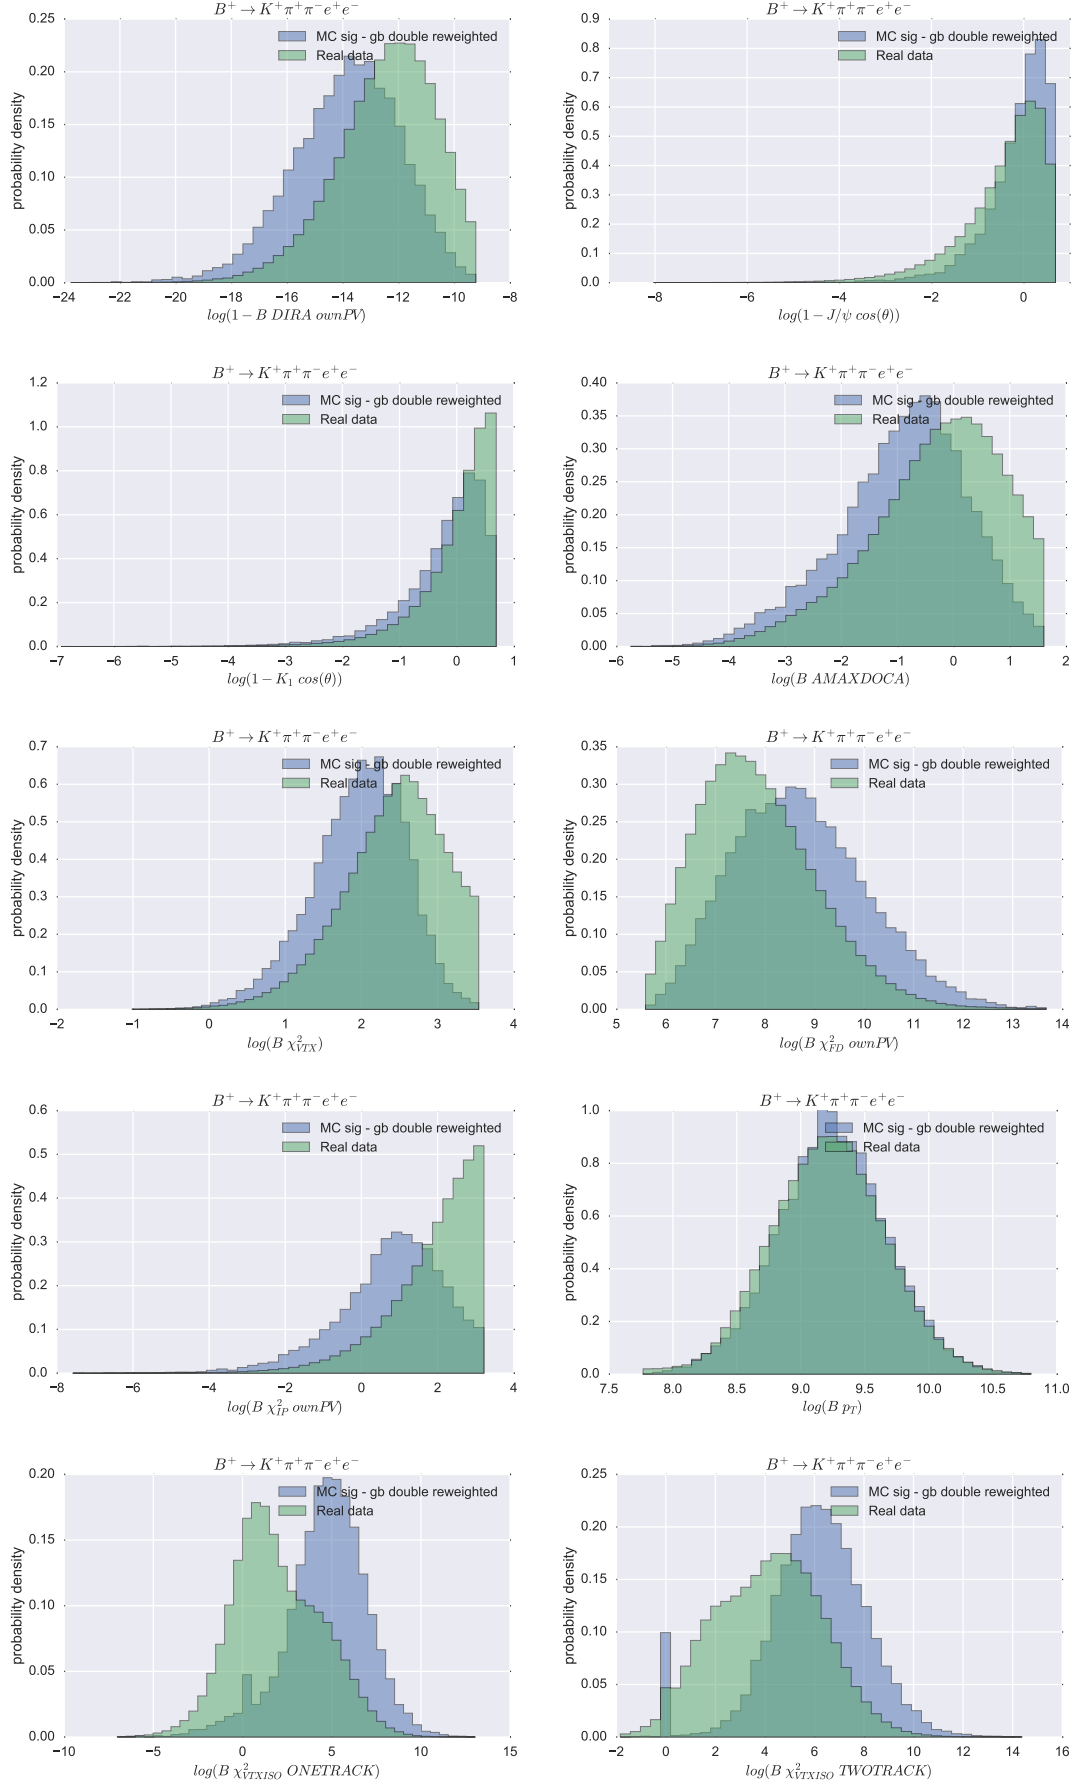 B⁺ → K⁺π⁺π⁻e⁺e⁻
0.25
0.20
0.15
0.10
0.05
0.00
probability density
MC sig - gb double reweighted
Real data
−24 −22 −20 −18 −16 −14 −12 −10 −8
log(1 − B DIRA ownPV)
B⁺ → K⁺π⁺π⁻e⁺e⁻
0.9
0.8
0.7
0.6
0.5
0.4
0.3
0.2
0.1
0.0
probability density
MC sig - gb double reweighted
Real data
−8 −6 −4 −2 0
log(1 − J/ψ cos(θ))
B⁺ → K⁺π⁺π⁻e⁺e⁻
1.2
1.0
0.8
0.6
0.4
0.2
0.0
probability density
MC sig - gb double reweighted
Real data
−7 −6 −5 −4 −3 −2 −1 0 1
log(1 − K₁ cos(θ))
B⁺ → K⁺π⁺π⁻e⁺e⁻
0.40
0.35
0.30
0.25
0.20
0.15
0.10
0.05
0.00
probability density
MC sig - gb double reweighted
Real data
−6 −5 −4 −3 −2 −1 0 1 2
log(B AMAXDOCA)
B⁺ → K⁺π⁺π⁻e⁺e⁻
0.7
0.6
0.5
0.4
0.3
0.2
0.1
0.0
probability density
MC sig - gb double reweighted
Real data
−2 −1 0 1 2 3 4
log(B χ²_VTX)
B⁺ → K⁺π⁺π⁻e⁺e⁻
0.35
0.30
0.25
0.20
0.15
0.10
0.05
0.00
probability density
MC sig - gb double reweighted
Real data
5 6 7 8 9 10 11 12 13 14
log(B χ²_FD ownPV)
B⁺ → K⁺π⁺π⁻e⁺e⁻
0.6
0.5
0.4
0.3
0.2
0.1
0.0
probability density
MC sig - gb double reweighted
Real data
−8 −6 −4 −2 0 2 4
log(B χ²_IP ownPV)
B⁺ → K⁺π⁺π⁻e⁺e⁻
1.0
0.8
0.6
0.4
0.2
0.0
probability density
MC sig - gb double reweighted
Real data
7.5 8.0 8.5 9.0 9.5 10.0 10.5 11.0
log(B p_T)
B⁺ → K⁺π⁺π⁻e⁺e⁻
0.20
0.15
0.10
0.05
0.00
probability density
MC sig - gb double reweighted
Real data
−10 −5 0 5 10 15
log(B χ²_VTXISO ONETRACK)
B⁺ → K⁺π⁺π⁻e⁺e⁻
0.25
0.20
0.15
0.10
0.05
0.00
probability density
MC sig - gb double reweighted
Real data
−2 0 2 4 6 8 10 12 14 16
log(B χ²_VTXISO TWOTRACK)